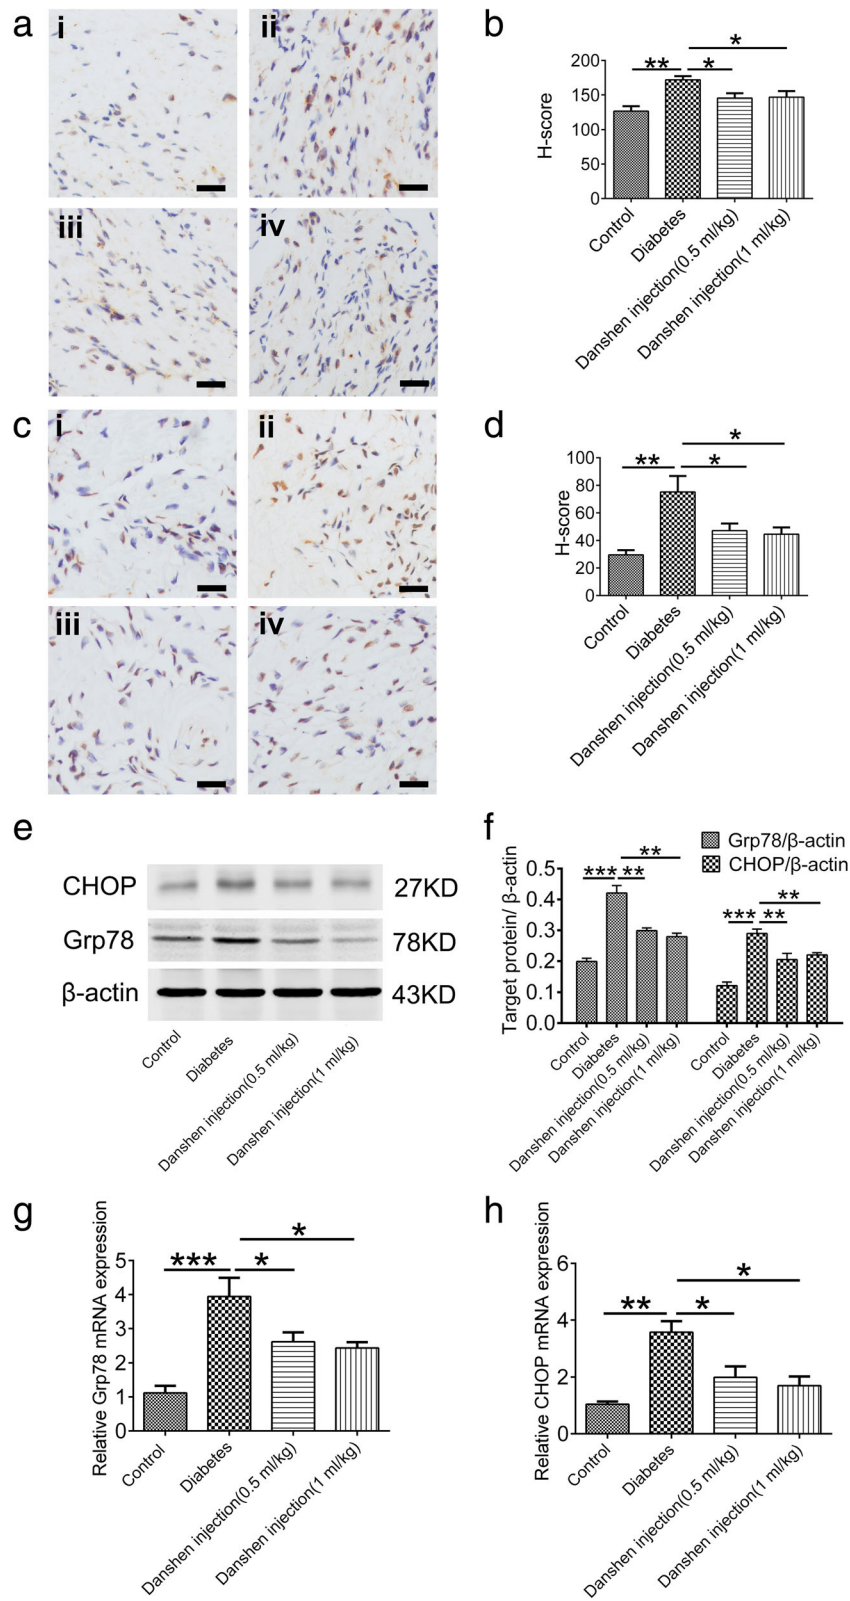 a
i
ii
iii
iv
b
H-score
200
150
100
50
0
**
*
*
Control
Diabetes
Danshen injection(0.5 ml/kg)
Danshen injection(1 ml/kg)
c
i
ii
iii
iv
d
H-score
100
80
60
40
20
0
**
*
*
Control
Diabetes
Danshen injection(0.5 ml/kg)
Danshen injection(1 ml/kg)
e
CHOP 27KD
Grp78 78KD
β-actin 43KD
Control
Diabetes
Danshen injection(0.5 ml/kg)
Danshen injection(1 ml/kg)
f
Grp78/β-actin
CHOP/β-actin
Target protein/ β-actin
0.5
0.4
0.3
0.2
0.1
0.0
**
*** **
**
*** **
Control
Diabetes
Danshen injection(0.5 ml/kg)
Danshen injection(1 ml/kg)
Control
Diabetes
Danshen injection(0.5 ml/kg)
Danshen injection(1 ml/kg)
g
Relative Grp78 mRNA expression
5
4
3
2
1
0
*
*** *
Control
Diabetes
Danshen injection(0.5 ml/kg)
Danshen injection(1 ml/kg)
h
Relative CHOP mRNA expression
6
4
2
0
*
** *
Control
Diabetes
Danshen injection(0.5 ml/kg)
Danshen injection(1 ml/kg)